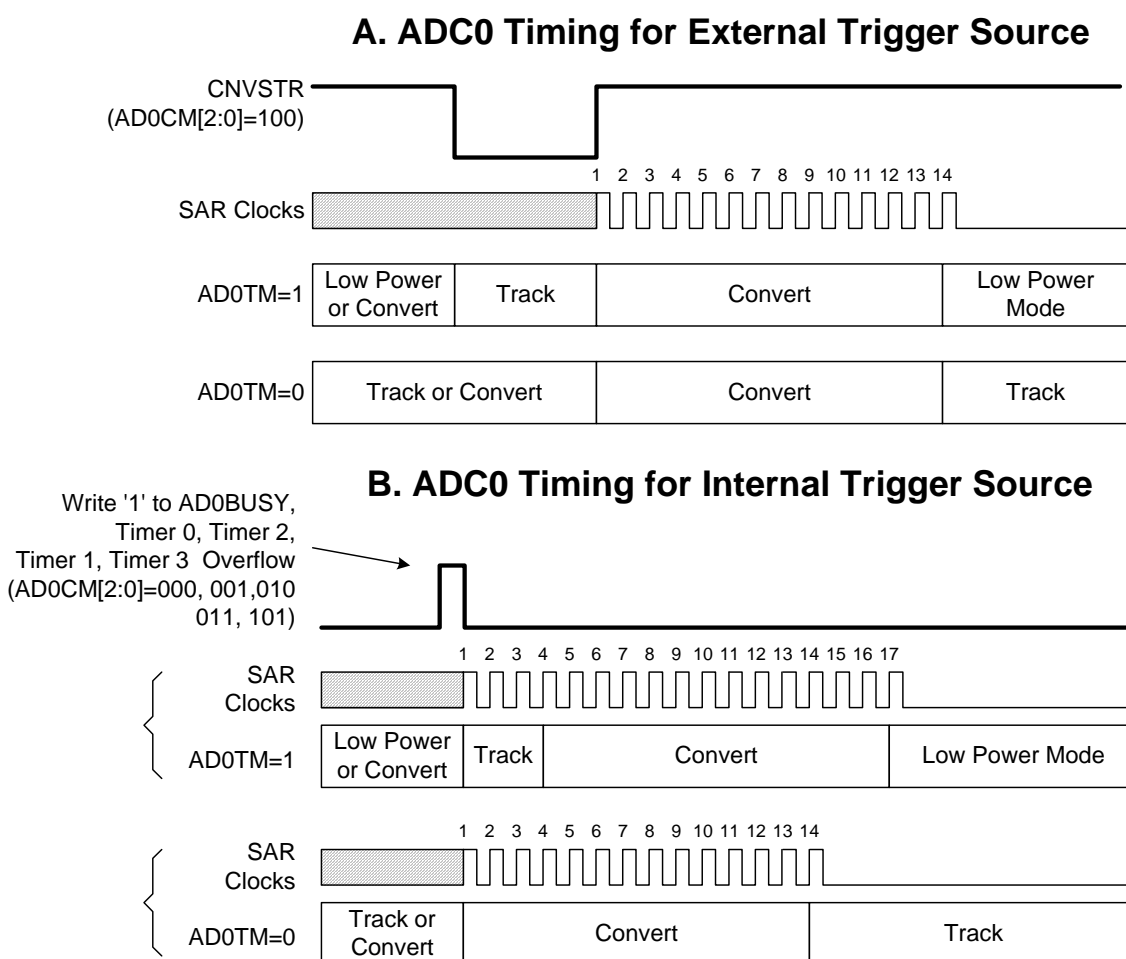 A. ADC0 Timing for External Trigger Source
CNVSTR
(AD0CM[2:0]=100)
1 2 3 4 5 6 7 8 9 10 11 12 13 14
SAR Clocks
AD0TM=1
Low Power
or Convert
Track
Convert
Low Power
Mode
AD0TM=0
Track or Convert
Convert
Track
B. ADC0 Timing for Internal Trigger Source
Write '1' to AD0BUSY,
Timer 0, Timer 2,
Timer 1, Timer 3 Overflow
(AD0CM[2:0]=000, 001,010
011, 101)
1 2 3 4 5 6 7 8 9 10 11 12 13 14 15 16 17
SAR
Clocks
AD0TM=1
Low Power
or Convert
Track
Convert
Low Power Mode
1 2 3 4 5 6 7 8 9 10 11 12 13 14
SAR
Clocks
AD0TM=0
Track or
Convert
Convert
Track